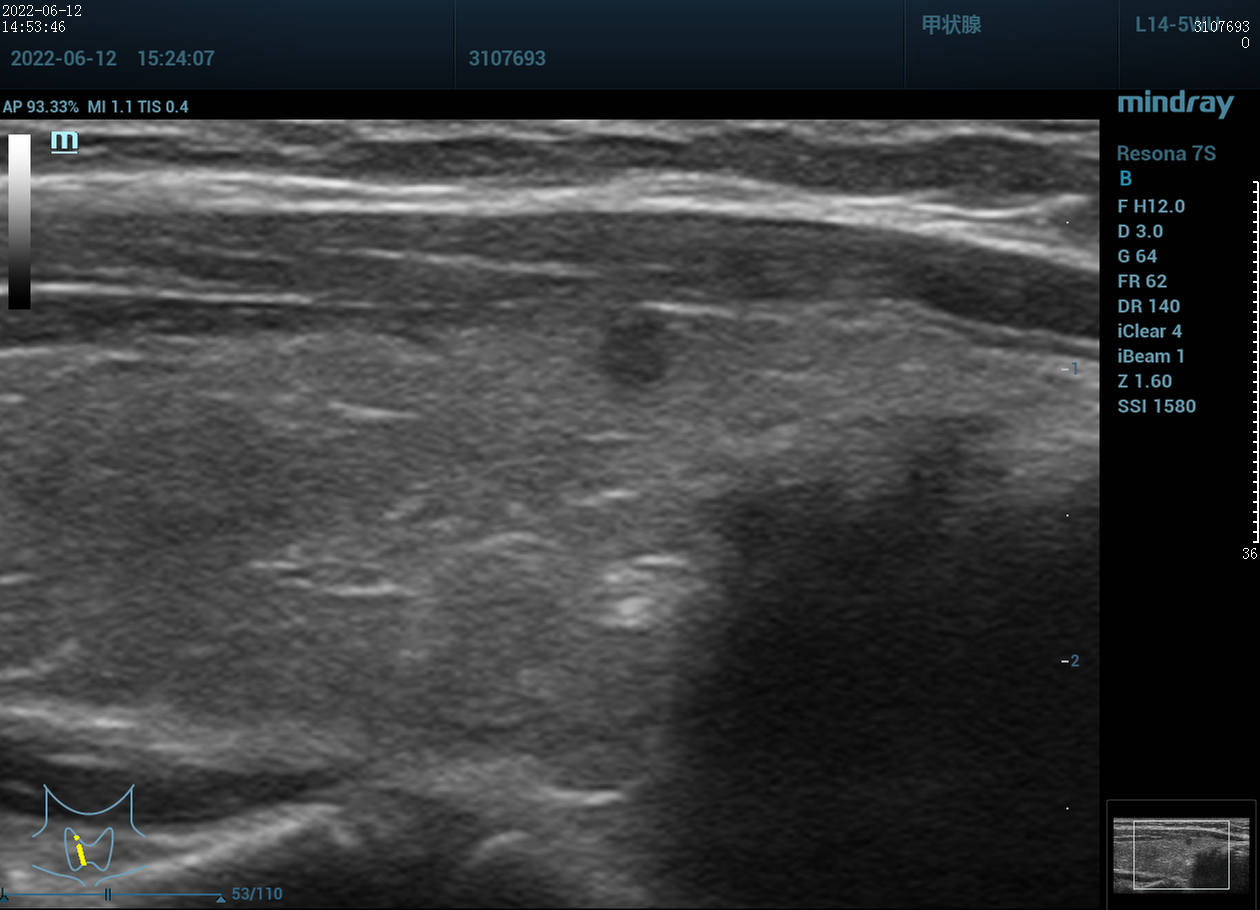 2022-06-12
14:53:46
甲状腺
3107693
0
2022-06-12 15:24:07
3107693
AP 93.33% MI 1.1 TIS 0.4
mindray
m
Resona 7S
B
F H12.0
D 3.0
G 64
FR 62
DR 140
iClear 4
iBeam 1
Z 1.60
SSI 1580
1
36
2
53/110